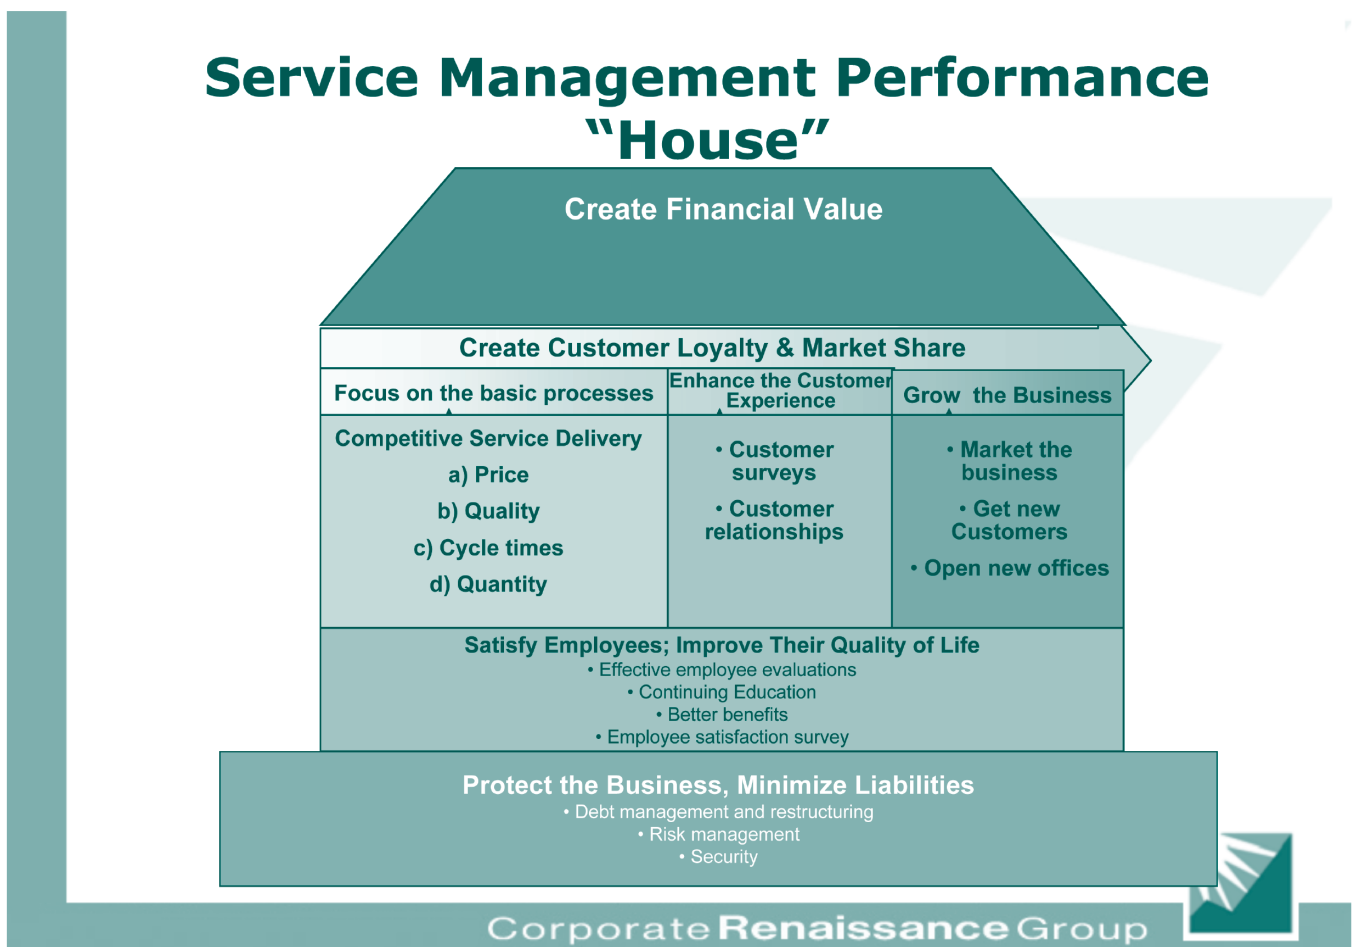 Service Management Performance
“House”
Create Financial Value
Create Customer Loyalty & Market Share
Focus on the basic processes
Competitive Service Delivery
a) Price
b) Quality
c) Cycle times
d) Quantity
Enhance the Customer
Experience
• Customer
surveys
• Customer
relationships
Grow the Business
• Market the
business
• Get new
Customers
• Open new offices
Satisfy Employees; Improve Their Quality of Life
• Effective employee evaluations
• Continuing Education
• Better benefits
• Employee satisfaction survey
Protect the Business, Minimize Liabilities
• Debt management and restructuring
• Risk management
• Security
Corporate Renaissance Group